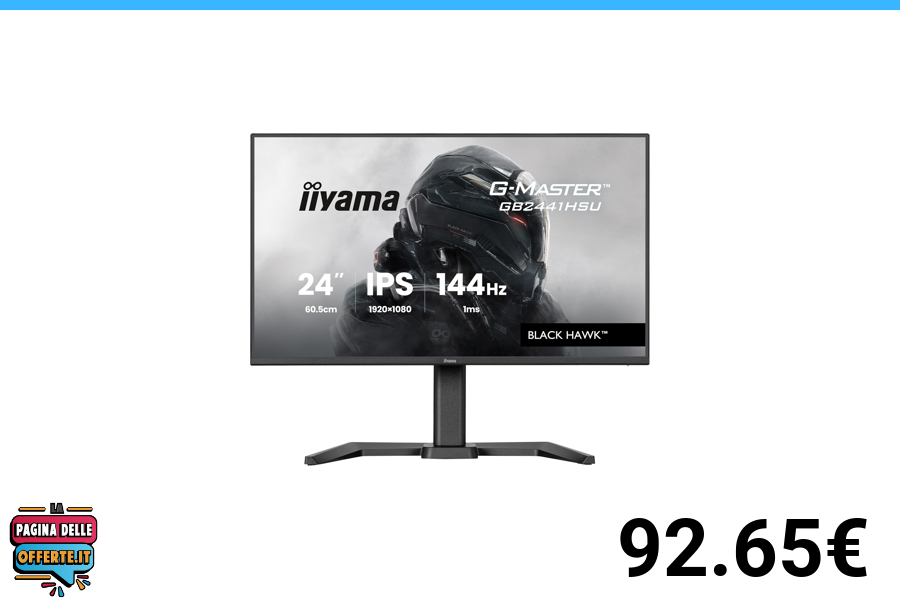 iiyama
G-MASTER™
GB2441HSU
24″ IPS 144Hz
60.5cm 1920×1080 1ms
BLACK HAWK™
iiyama
LA
PAGINA DELLE
OFFERTE.IT
92.65€